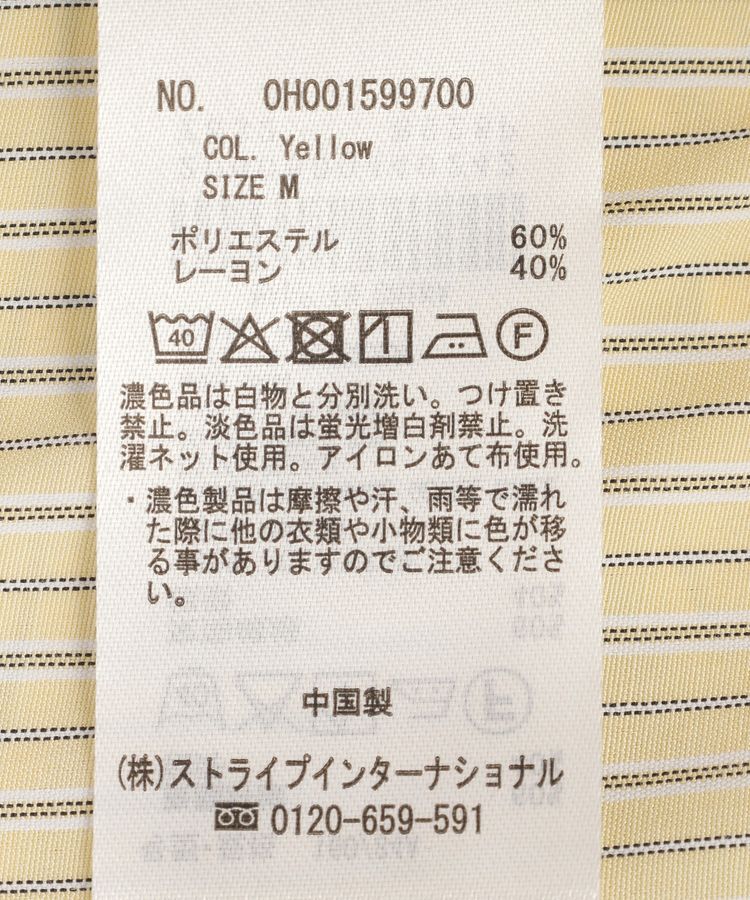 NO. OH001599700
COL. Yellow
SIZE M
ポリエステル 60%
レーヨン 40%
40 F
濃色品は白物と分別洗い。つけ置き
禁止。淡色品は蛍光増白剤禁止。洗
濯ネット使用。アイロンあて布使用。
・濃色製品は摩擦や汗、雨等で濡れ
た際に他の衣類や小物類に色が移
る事がありますのでご注意くださ
い。
中国製
(株)ストライプインターナショナル
0120-659-591